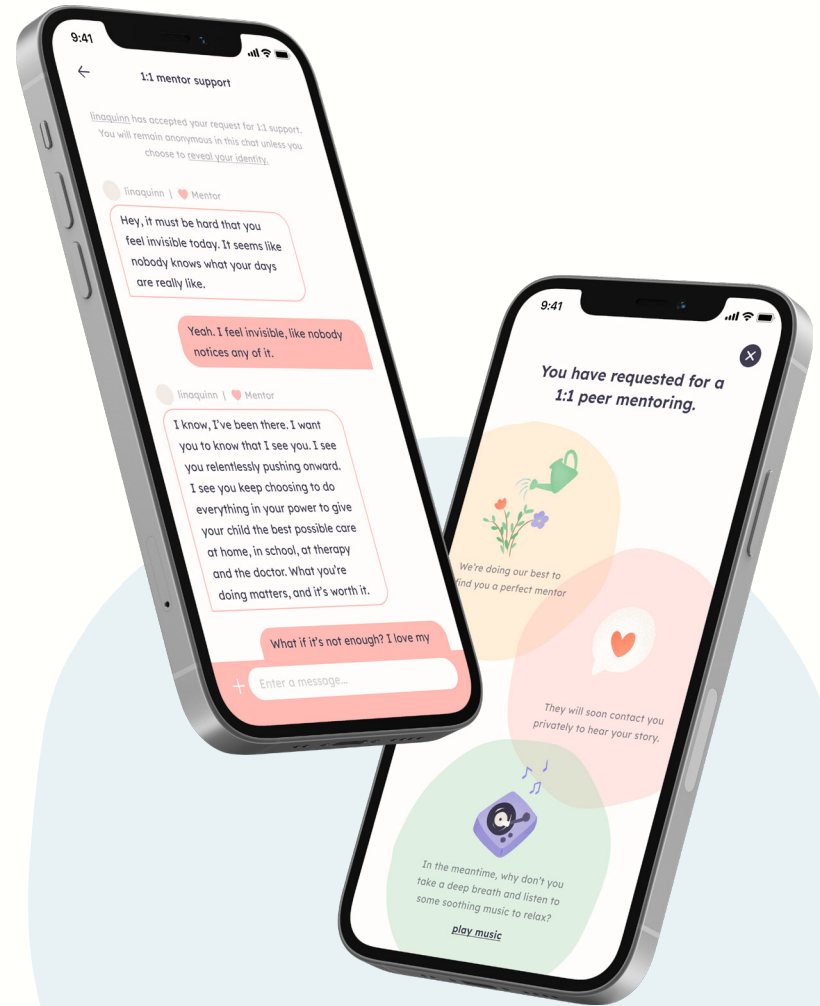 9:41
1:1 mentor support
linaquinn has accepted your request for 1:1 support.
You will remain anonymous in this chat unless you
choose to reveal your identity.
linaquinn | Mentor
Hey, it must be hard that you
feel invisible today. It seems like
nobody knows what your days
are really like.
Yeah. I feel invisible, like nobody
notices any of it.
linaquinn | Mentor
I know, I've been there. I want
you to know that I see you. I see
you relentlessly pushing onward.
I see you keep choosing to do
everything in your power to give
your child the best possible care
at home, in school, at therapy
and the doctor. What you're
doing matters, and it's worth it.
What if it's not enough? I love my
Enter a message...
9:41
You have requested for a
1:1 peer mentoring.
We're doing our best to
find you a perfect mentor
They will soon contact you
privately to hear your story.
In the meantime, why don't you
take a deep breath and listen to
some soothing music to relax?
play music